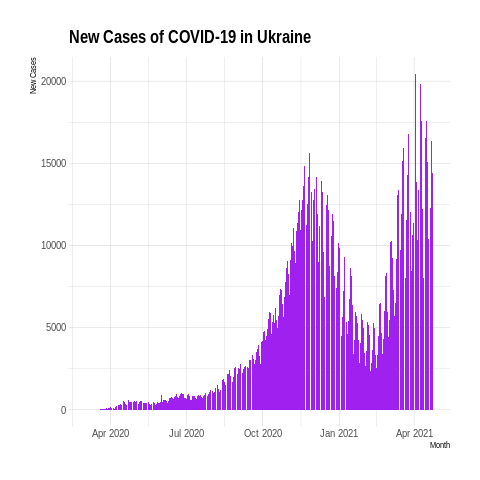 New Cases of COVID-19 in Ukraine
New Cases
20000
15000
10000
5000
0
Apr 2020 Jul 2020 Oct 2020 Jan 2021 Apr 2021
Month